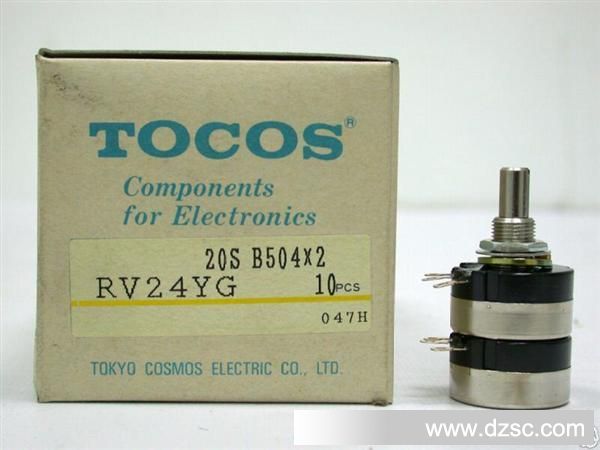 TOCOS®
Components
for Electronics
20S B504X2
RV24YG 10PCS
047H
TOKYO COSMOS ELECTRIC CO., LTD.
www.dzsc.com